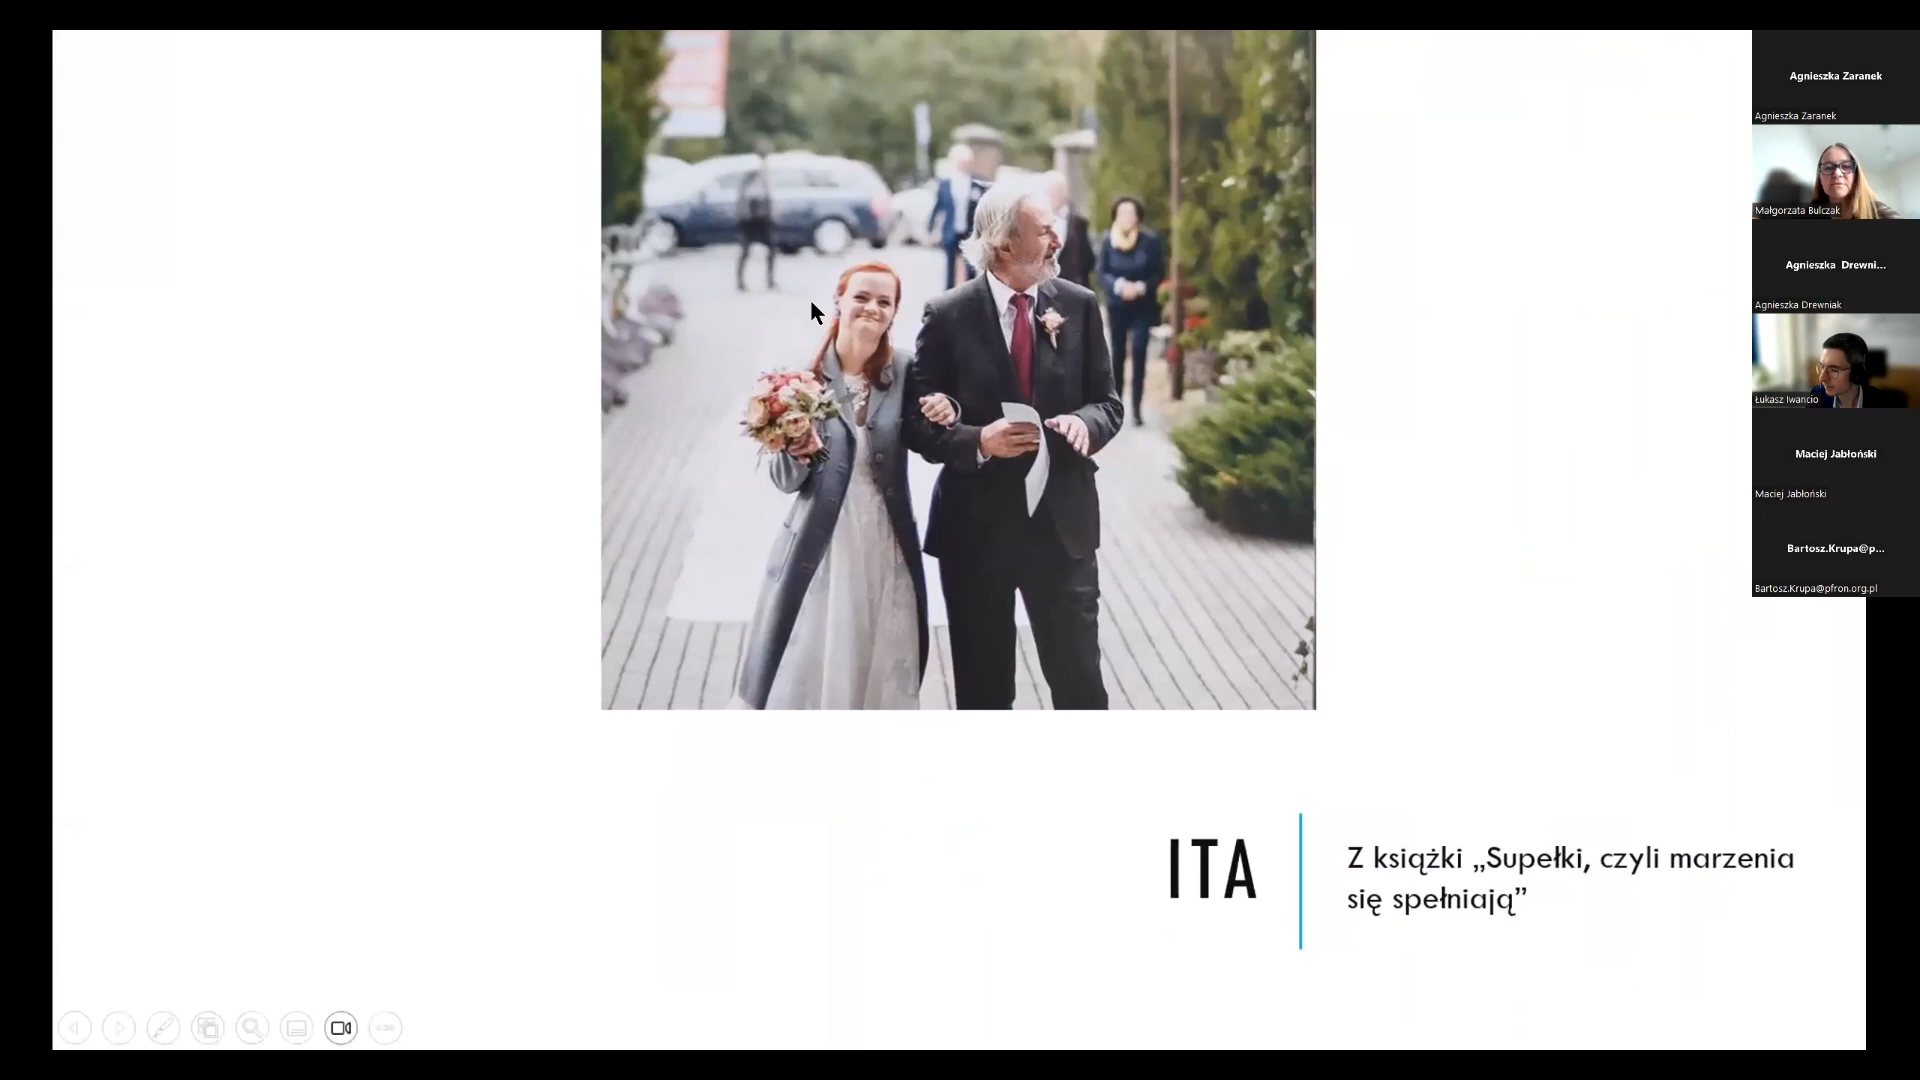 ITA
Z książki „Supełki, czyli marzenia
się spełniają”
Agnieszka Zaranek
Agnieszka Zaranek
Małgorzata Bulczak
Agnieszka Drewni...
Agnieszka Drewniak
Łukasz Iwancio
Maciej Jabłoński
Maciej Jabłoński
Bartosz.Krupa@p...
Bartosz.Krupa@pfron.org.pl